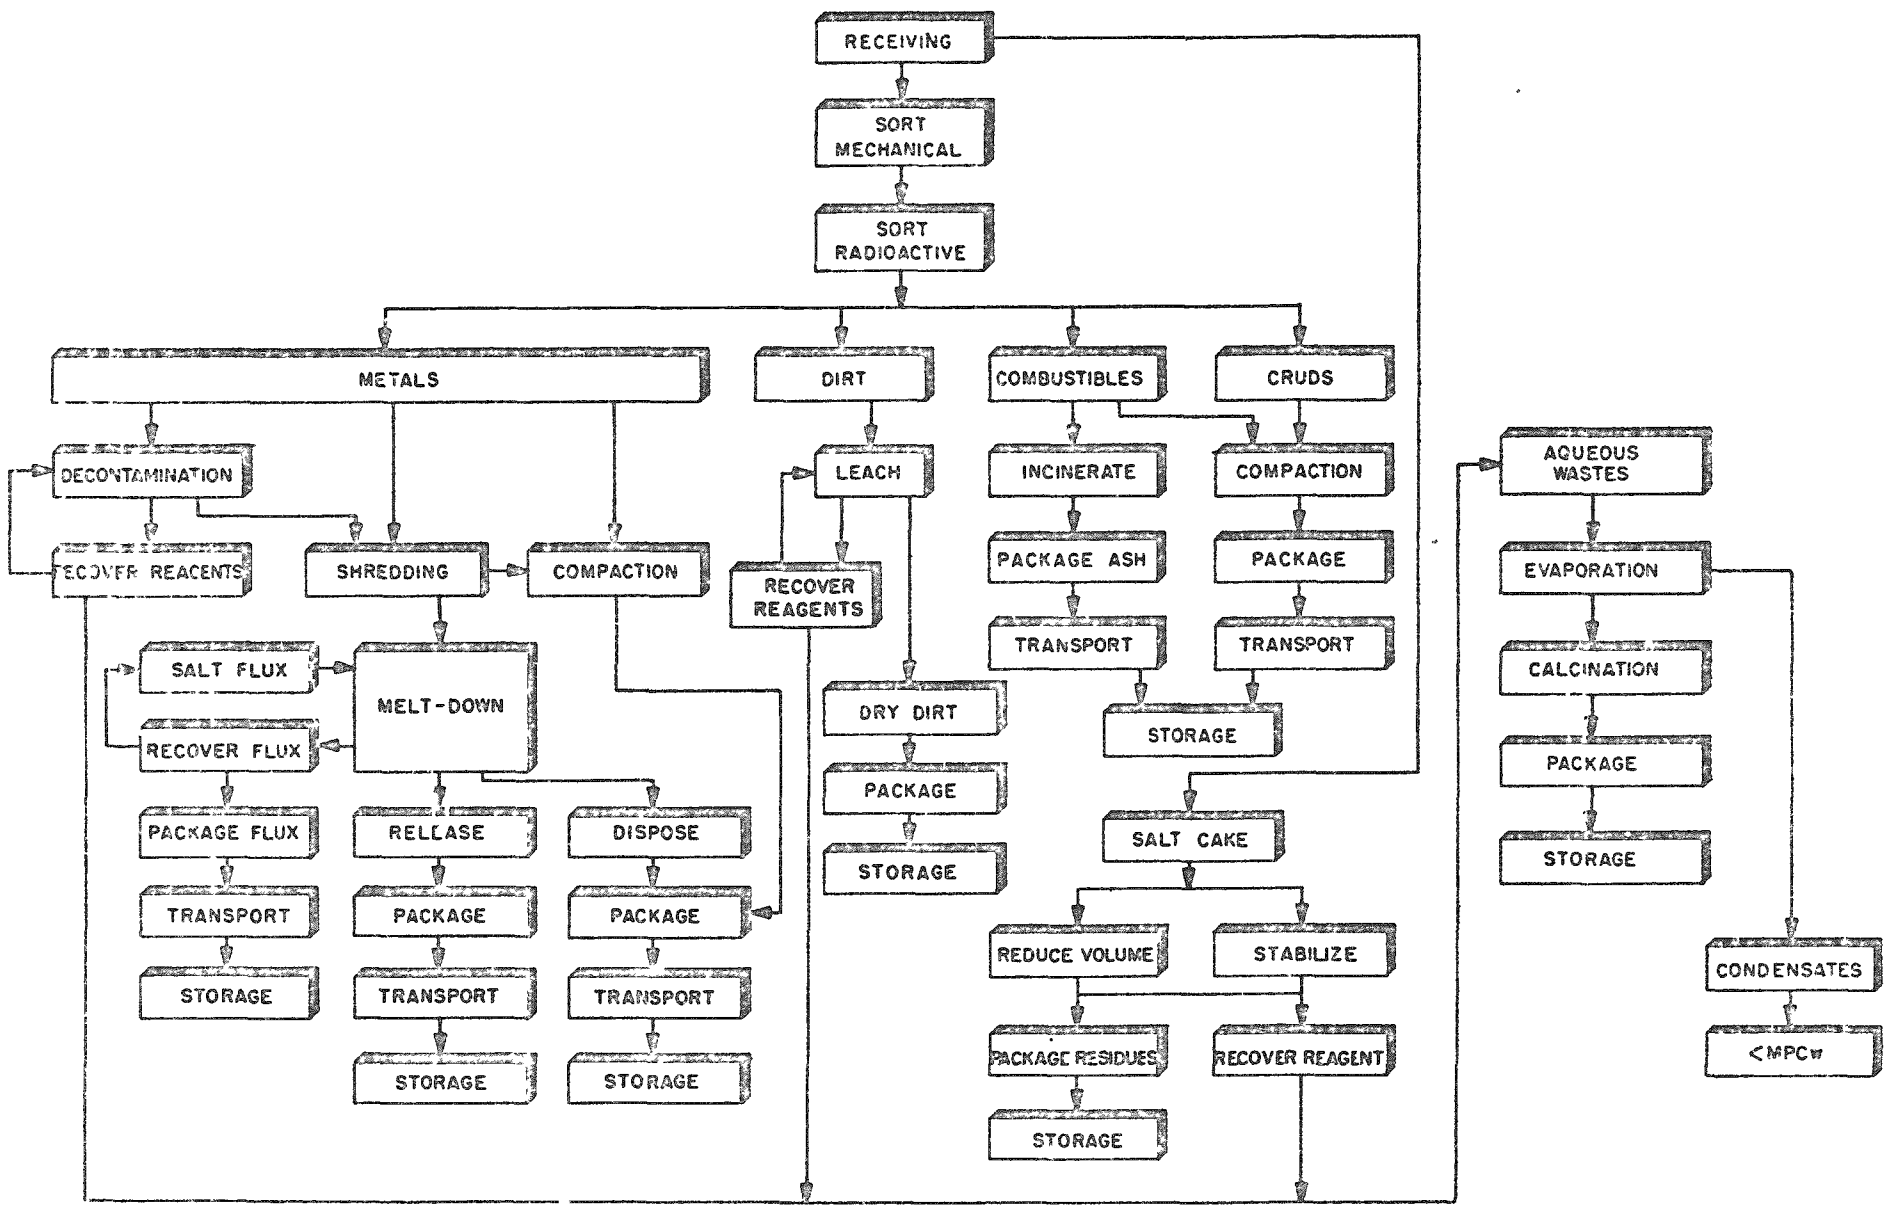 RECEIVING
SORT
MECHANICAL
SORT
RADIOACTIVE
METALS
DIRT
COMBUSTIBLES
CRUDS
DECONTAMINATION
LEACH
INCINERATE
COMPACTION
AQUEOUS
WASTES
RECOVER REAGENTS
SHREDDING
COMPACTION
RECOVER
REAGENTS
PACKAGE ASH
PACKAGE
EVAPORATION
SALT FLUX
MELT-DOWN
TRANSPORT
TRANSPORT
CALCINATION
RECOVER FLUX
DRY DIRT
STORAGE
PACKAGE
PACKAGE FLUX
RELEASE
DISPOSE
PACKAGE
SALT CAKE
STORAGE
TRANSPORT
PACKAGE
PACKAGE
STORAGE
REDUCE VOLUME
STABILIZE
CONDENSATES
STORAGE
TRANSPORT
TRANSPORT
PACKAGE RESIDUES
RECOVER REAGENT
<MPCw
STORAGE
STORAGE
STORAGE